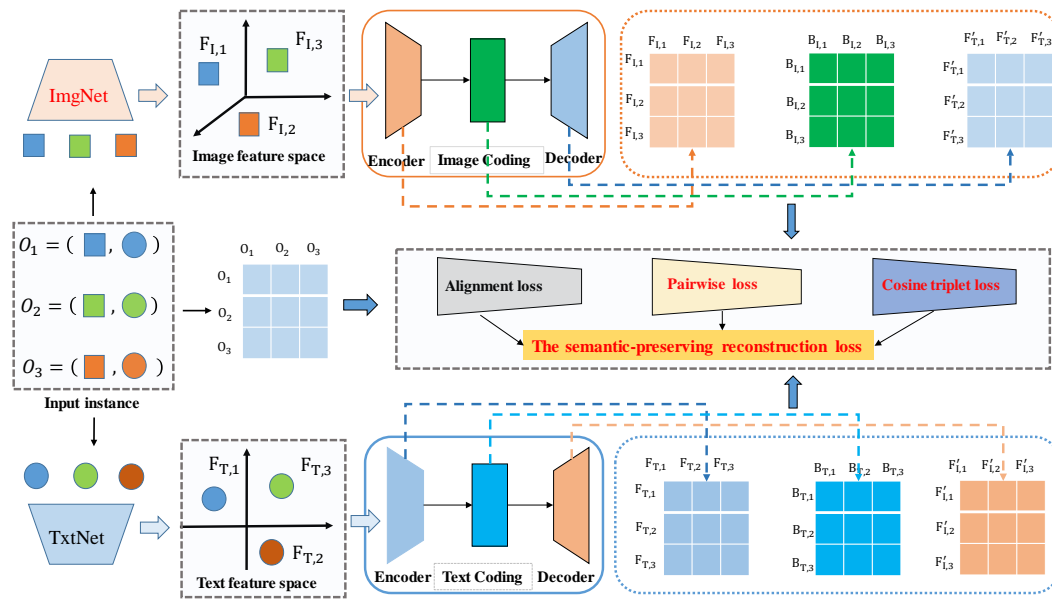 ImgNet
F_{I,1}
F_{I,3}
F_{I,2}
Image feature space
Encoder
Image Coding
Decoder
F_{I,1} F_{I,2} F_{I,3}
F_{I,1}
F_{I,2}
F_{I,3}
B_{I,1} B_{I,2} B_{I,3}
B_{I,1}
B_{I,2}
B_{I,3}
F'_{T,1} F'_{T,2} F'_{T,3}
F'_{T,1}
F'_{T,2}
F'_{T,3}
O_1 = ( , )
O_2 = ( , )
O_3 = ( , )
Input instance
O_1 O_2 O_3
O_1
O_2
O_3
Alignment loss
Pairwise loss
Cosine triplet loss
The semantic-preserving reconstruction loss
TxtNet
F_{T,1}
F_{T,3}
F_{T,2}
Text feature space
Encoder
Text Coding
Decoder
F_{T,1} F_{T,2} F_{T,3}
F_{T,1}
F_{T,2}
F_{T,3}
B_{T,1} B_{T,2} B_{T,3}
B_{T,1}
B_{T,2}
B_{T,3}
F'_{I,1} F'_{I,2} F'_{I,3}
F'_{I,1}
F'_{I,2}
F'_{I,3}